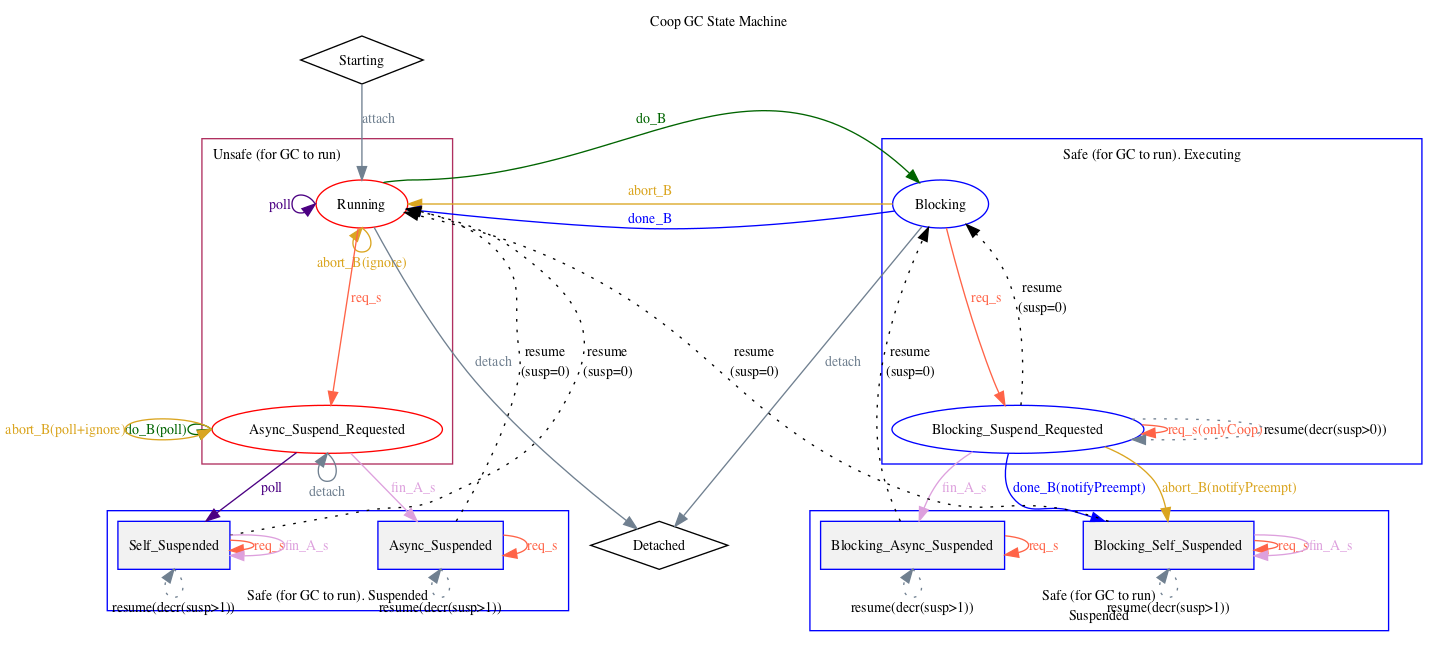 Coop GC State Machine
Starting
attach
do_B
Unsafe (for GC to run)
Safe (for GC to run). Executing
poll
Running
abort_B
Blocking
done_B
abort_B(ignore)
req_s
req_s
resume
(susp=0)
detach
resume
(susp=0)
resume
(susp=0)
resume
(susp=0)
detach
resume
(susp=0)
abort_B(poll+ignore)
do_B(poll)
Async_Suspend_Requested
Blocking_Suspend_Requested
req_s(onlyCoop)
resume(decr(susp>0))
poll
detach
fin_A_s
fin_A_s
done_B(notifyPreempt)
abort_B(notifyPreempt)
Self_Suspended
req_s
fin_A_s
Async_Suspended
req_s
Detached
Blocking_Async_Suspended
req_s
Blocking_Self_Suspended
req_s
fin_A_s
Safe (for GC to run). Suspended
resume(decr(susp>1))
resume(decr(susp>1))
Safe (for GC to run)
Suspended
resume(decr(susp>1))
resume(decr(susp>1))